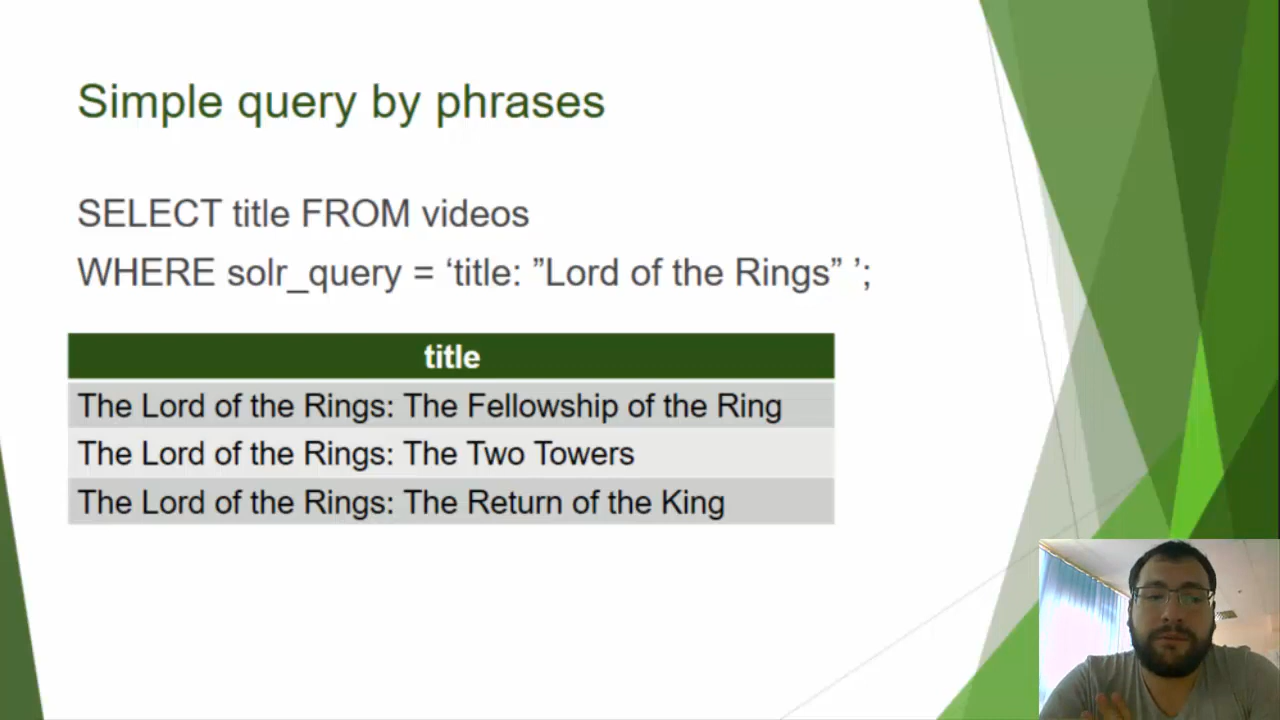 Simple query by phrases
SELECT title FROM videos
WHERE solr_query = ‘title: ”Lord of the Rings” ’;
title
The Lord of the Rings: The Fellowship of the Ring
The Lord of the Rings: The Two Towers
The Lord of the Rings: The Return of the King